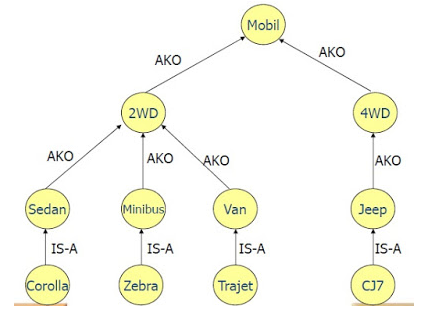 Mobil
AKO
AKO
2WD
4WD
AKO
AKO
AKO
AKO
Sedan
Minibus
Van
Jeep
IS-A
IS-A
IS-A
IS-A
Corolla
Zebra
Trajet
CJ7